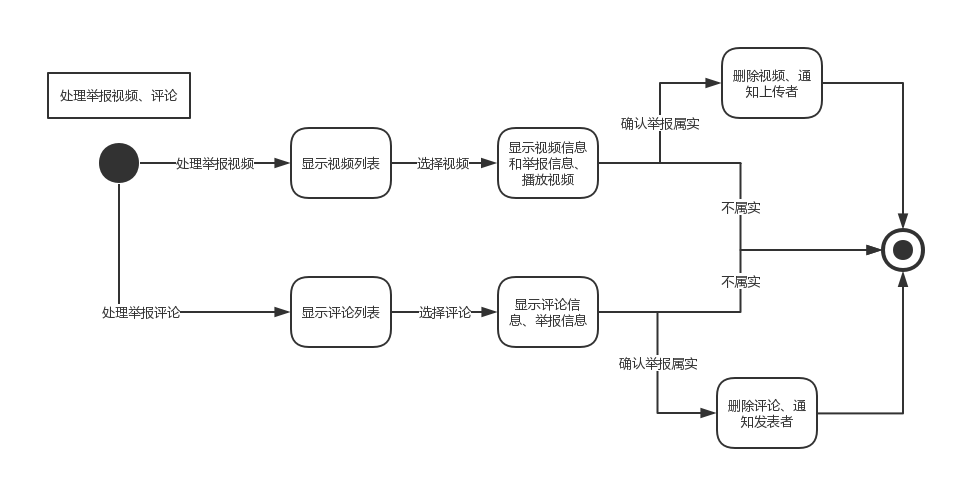 处理举报视频、评论
处理举报视频
显示视频列表
选择视频
显示视频信息
和举报信息、
播放视频
确认举报属实
删除视频、通
知上传者
不属实
不属实
处理举报评论
显示评论列表
选择评论
显示评论信
息、举报信息
确认举报属实
删除评论、通
知发表者